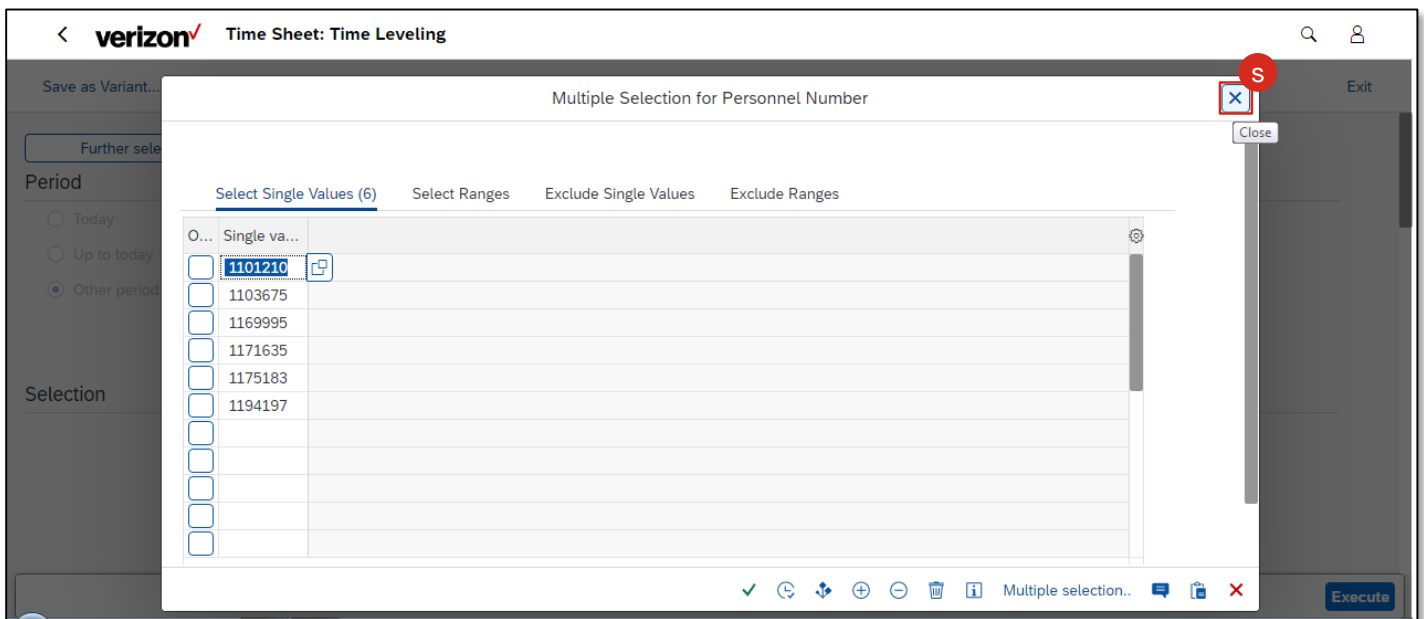 verizon Time Sheet: Time Leveling
S
Save as Variant...
Multiple Selection for Personnel Number
Exit
Close
Further sele
Period
Select Single Values (6) Select Ranges Exclude Single Values Exclude Ranges
Today
O... Single va...
Up to today
1101210
Other period
1103675
1169995
1171635
1175183
Selection
1194197
Multiple selection..
Execute